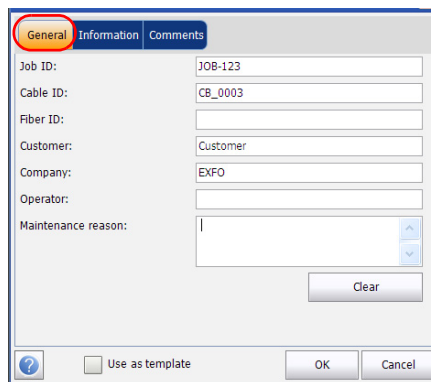 General Information Comments
Job ID: JOB-123
Cable ID: CB_0003
Fiber ID:
Customer: Customer
Company: EXFO
Operator:
Maintenance reason:
Clear
? Use as template OK Cancel